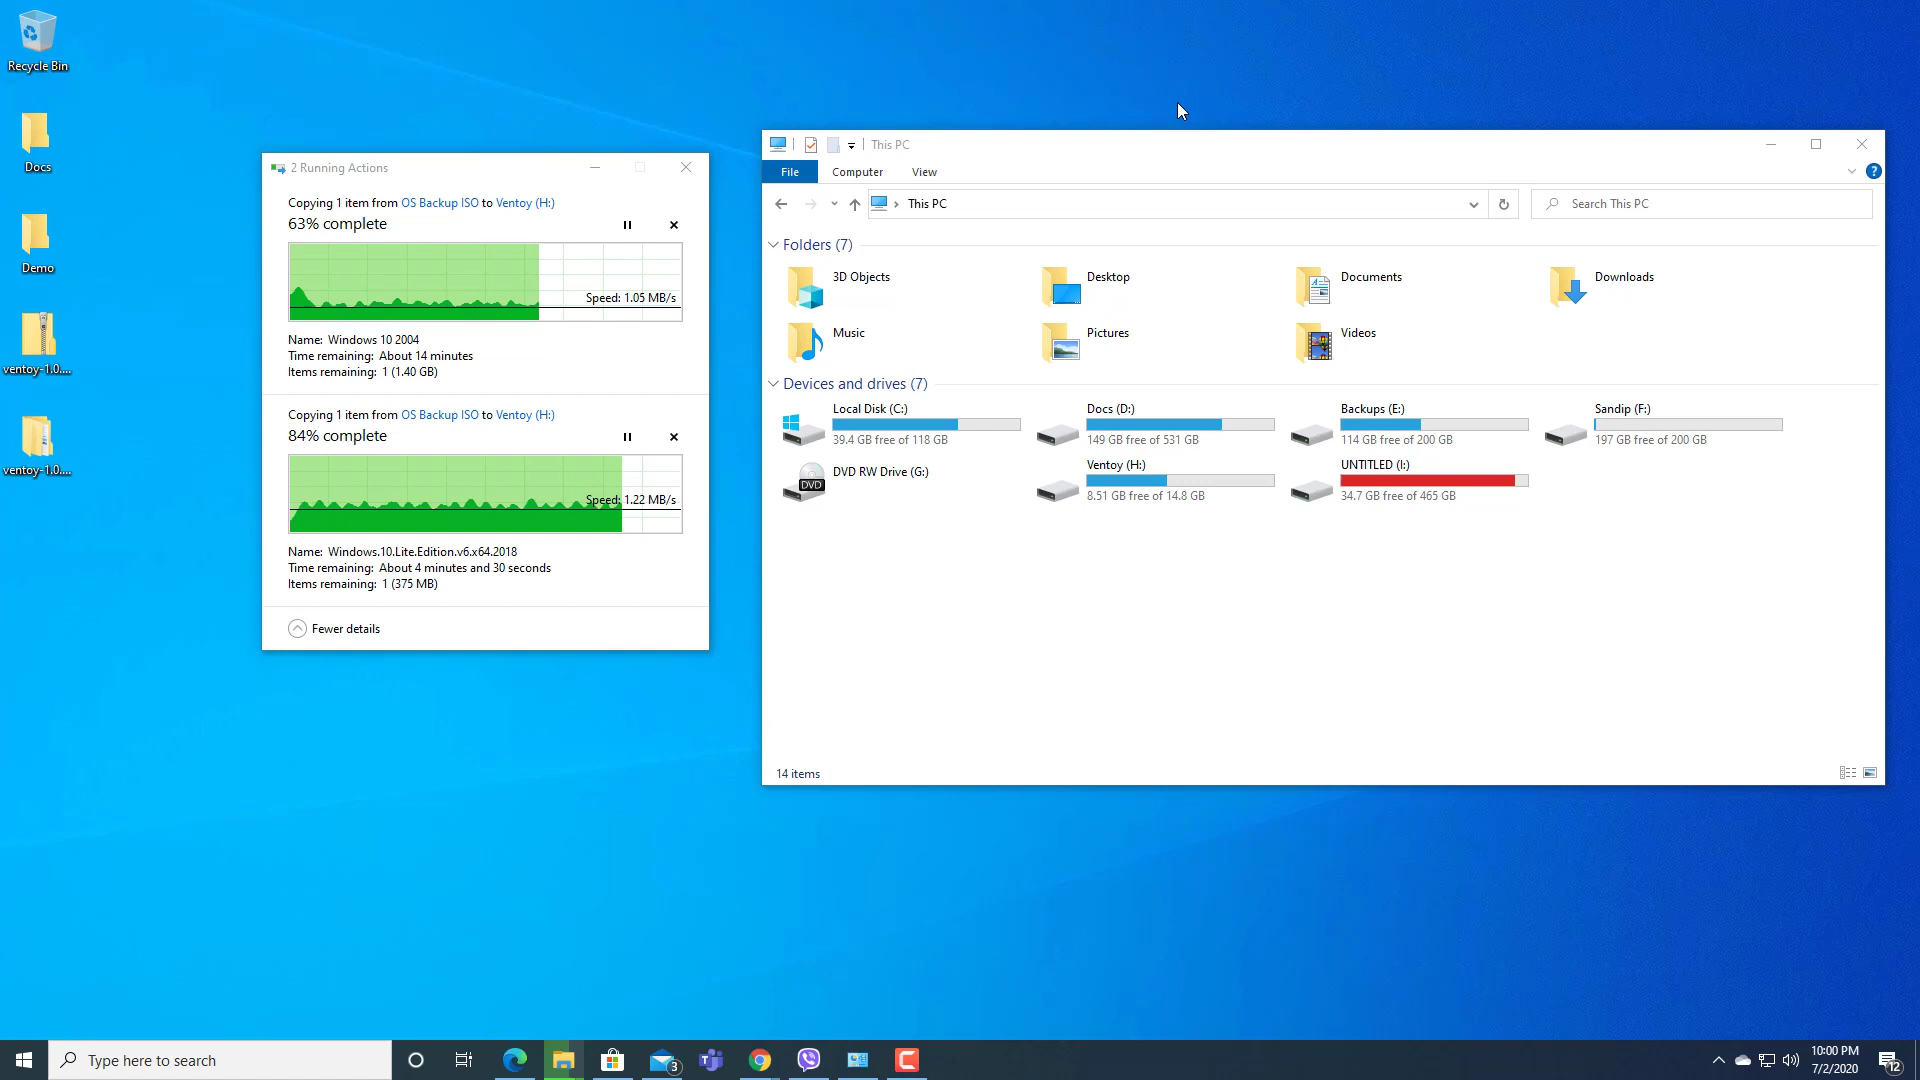 Recycle Bin
Docs
Demo
ventoy-1.0....
ventoy-1.0....
2 Running Actions
Copying 1 item from OS Backup ISO to Ventoy (H:)
63% complete
Speed: 1.05 MB/s
Name: Windows 10 2004
Time remaining: About 14 minutes
Items remaining: 1 (1.40 GB)
Copying 1 item from OS Backup ISO to Ventoy (H:)
84% complete
Speed: 1.22 MB/s
Name: Windows.10.Lite.Edition.v6.x64.2018
Time remaining: About 4 minutes and 30 seconds
Items remaining: 1 (375 MB)
Fewer details
This PC
File Computer View
?
This PC
Search This PC
Folders (7)
3D Objects
Desktop
Documents
Downloads
Music
Pictures
Videos
Devices and drives (7)
Local Disk (C:)
39.4 GB free of 118 GB
Docs (D:)
149 GB free of 531 GB
Backups (E:)
114 GB free of 200 GB
Sandip (F:)
197 GB free of 200 GB
DVD RW Drive (G:)
DVD
Ventoy (H:)
8.51 GB free of 14.8 GB
UNTITLED (I:)
34.7 GB free of 465 GB
14 items
Type here to search
3
10:00 PM
7/2/2020
12